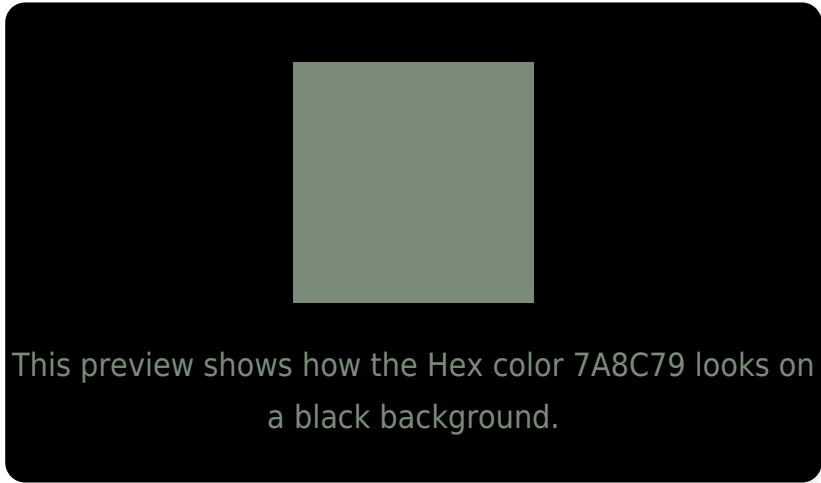 This preview shows how the Hex color 7A8C79 looks on
a black background.